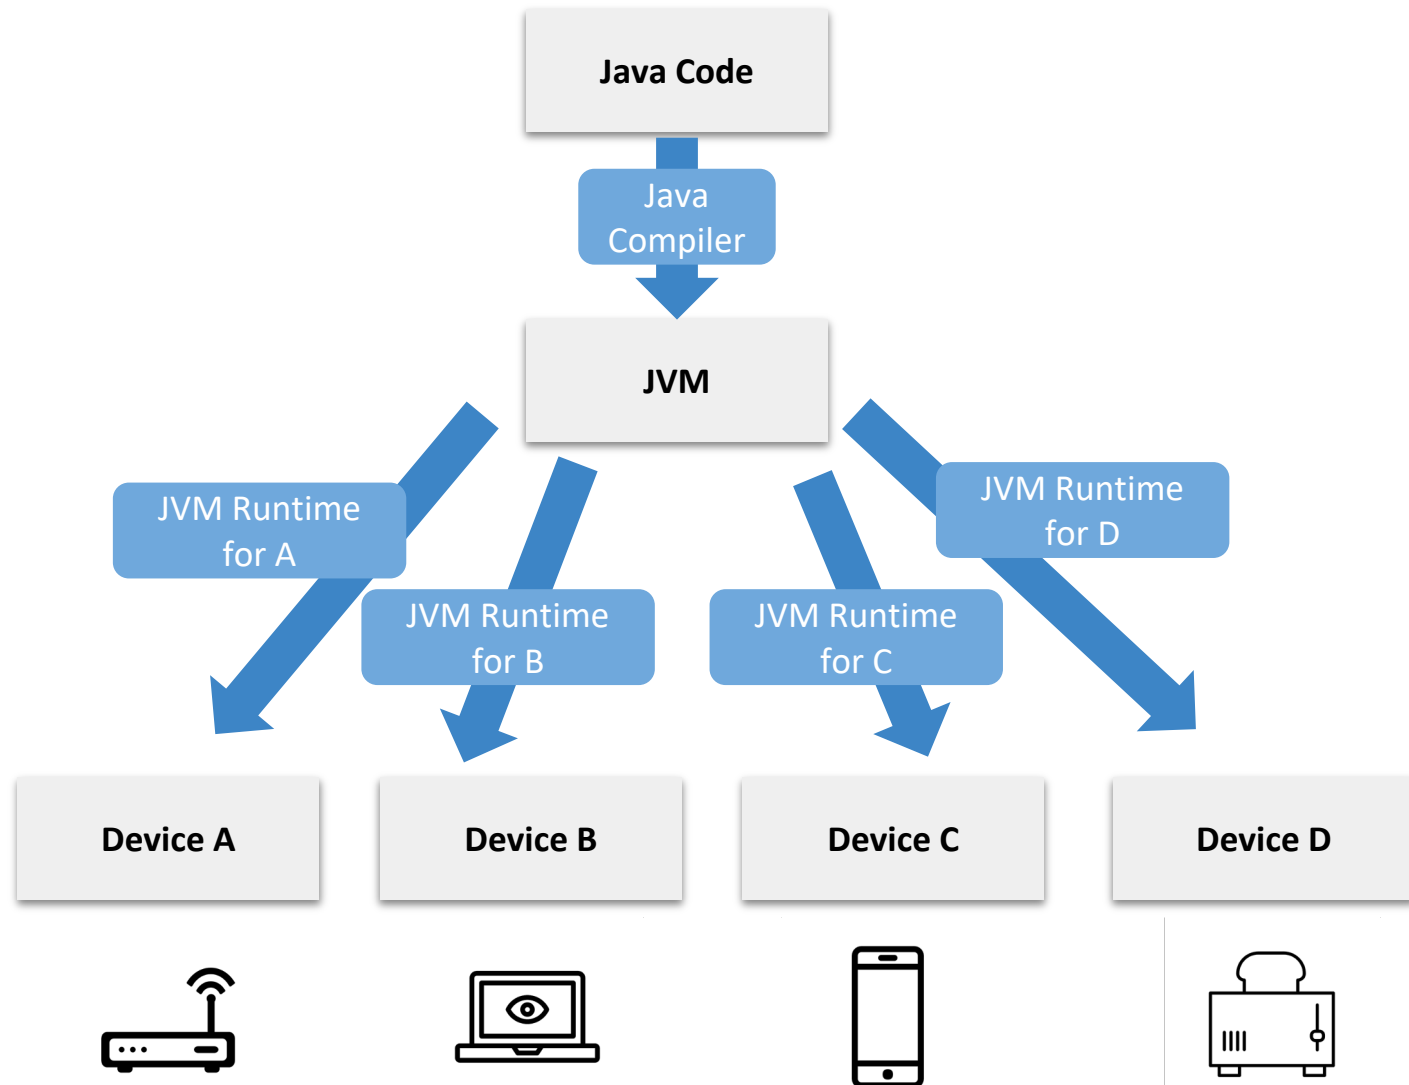 Java Code
Java
Compiler
JVM
JVM Runtime
for A
JVM Runtime
for B
JVM Runtime
for C
JVM Runtime
for D
Device A
Device B
Device C
Device D